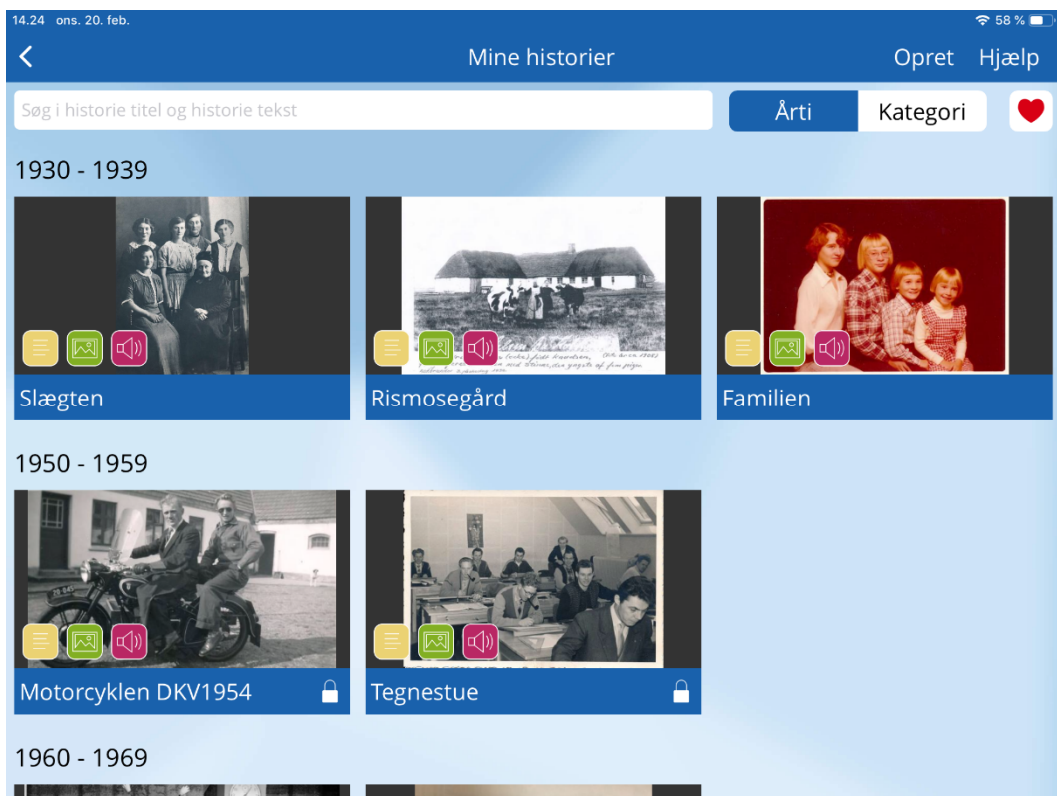 14.24 ons. 20. feb.
58 %
Mine historier
Opret Hjælp
Søg i historie titel og historie tekst
Årti Kategori
1930 - 1939
Slægten
Rismosegård
Familien
1950 - 1959
Motorcyklen DKV1954
Tegnestue
1960 - 1969